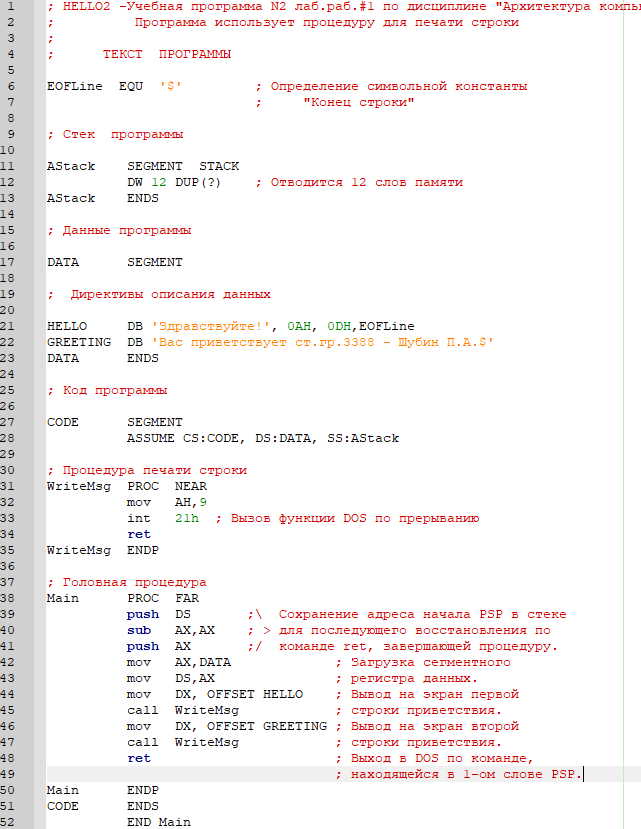 1 ; HELLO2 -Учебная программа N2 лаб.раб.#1 по дисциплине "Архитектура
2 ;          Программа использует процедуру для печати строки
3 ;
4 ;      ТЕКСТ  ПРОГРАММЫ
5
6 EOFLine  EQU  '$'         ; Определение символьной константы
7                           ;     "Конец строки"
8
9 ; Стек  программы
10
11 AStack    SEGMENT  STACK
12           DW 12 DUP(?)    ; Отводится 12 слов памяти
13 AStack    ENDS
14
15 ; Данные программы
16
17 DATA      SEGMENT
18
19 ;  Директивы описания данных
20
21 HELLO     DB 'Здравствуйте!', 0AH, 0DH,EOFLine
22 GREETING  DB 'Вас приветствует ст.гр.3388 - Шубин П.А.$'
23 DATA      ENDS
24
25 ; Код программы
26
27 CODE      SEGMENT
28           ASSUME CS:CODE, DS:DATA, SS:AStack
29
30 ; Процедура печати строки
31 WriteMsg  PROC  NEAR
32           mov   AH,9
33           int   21h  ; Вызов функции DOS по прерыванию
34           ret
35 WriteMsg  ENDP
36
37 ; Головная процедура
38 Main      PROC  FAR
39           push  DS       ;\  Сохранение адреса начала PSP в стеке
40           sub   AX,AX    ; > для последующего восстановления по
41           push  AX       ;/  команде ret, завершающей процедуру.
42           mov   AX,DATA             ; Загрузка сегментного
43           mov   DS,AX               ; регистра данных.
44           mov   DX, OFFSET HELLO    ; Вывод на экран первой
45           call  WriteMsg            ; строки приветствия.
46           mov   DX, OFFSET GREETING ; Вывод на экран второй
47           call  WriteMsg            ; строки приветствия.
48           ret                       ; Выход в DOS по команде,
49                                     ; находящейся в 1-ом слове PSP.
50 Main      ENDP
51 CODE      ENDS
52           END Main